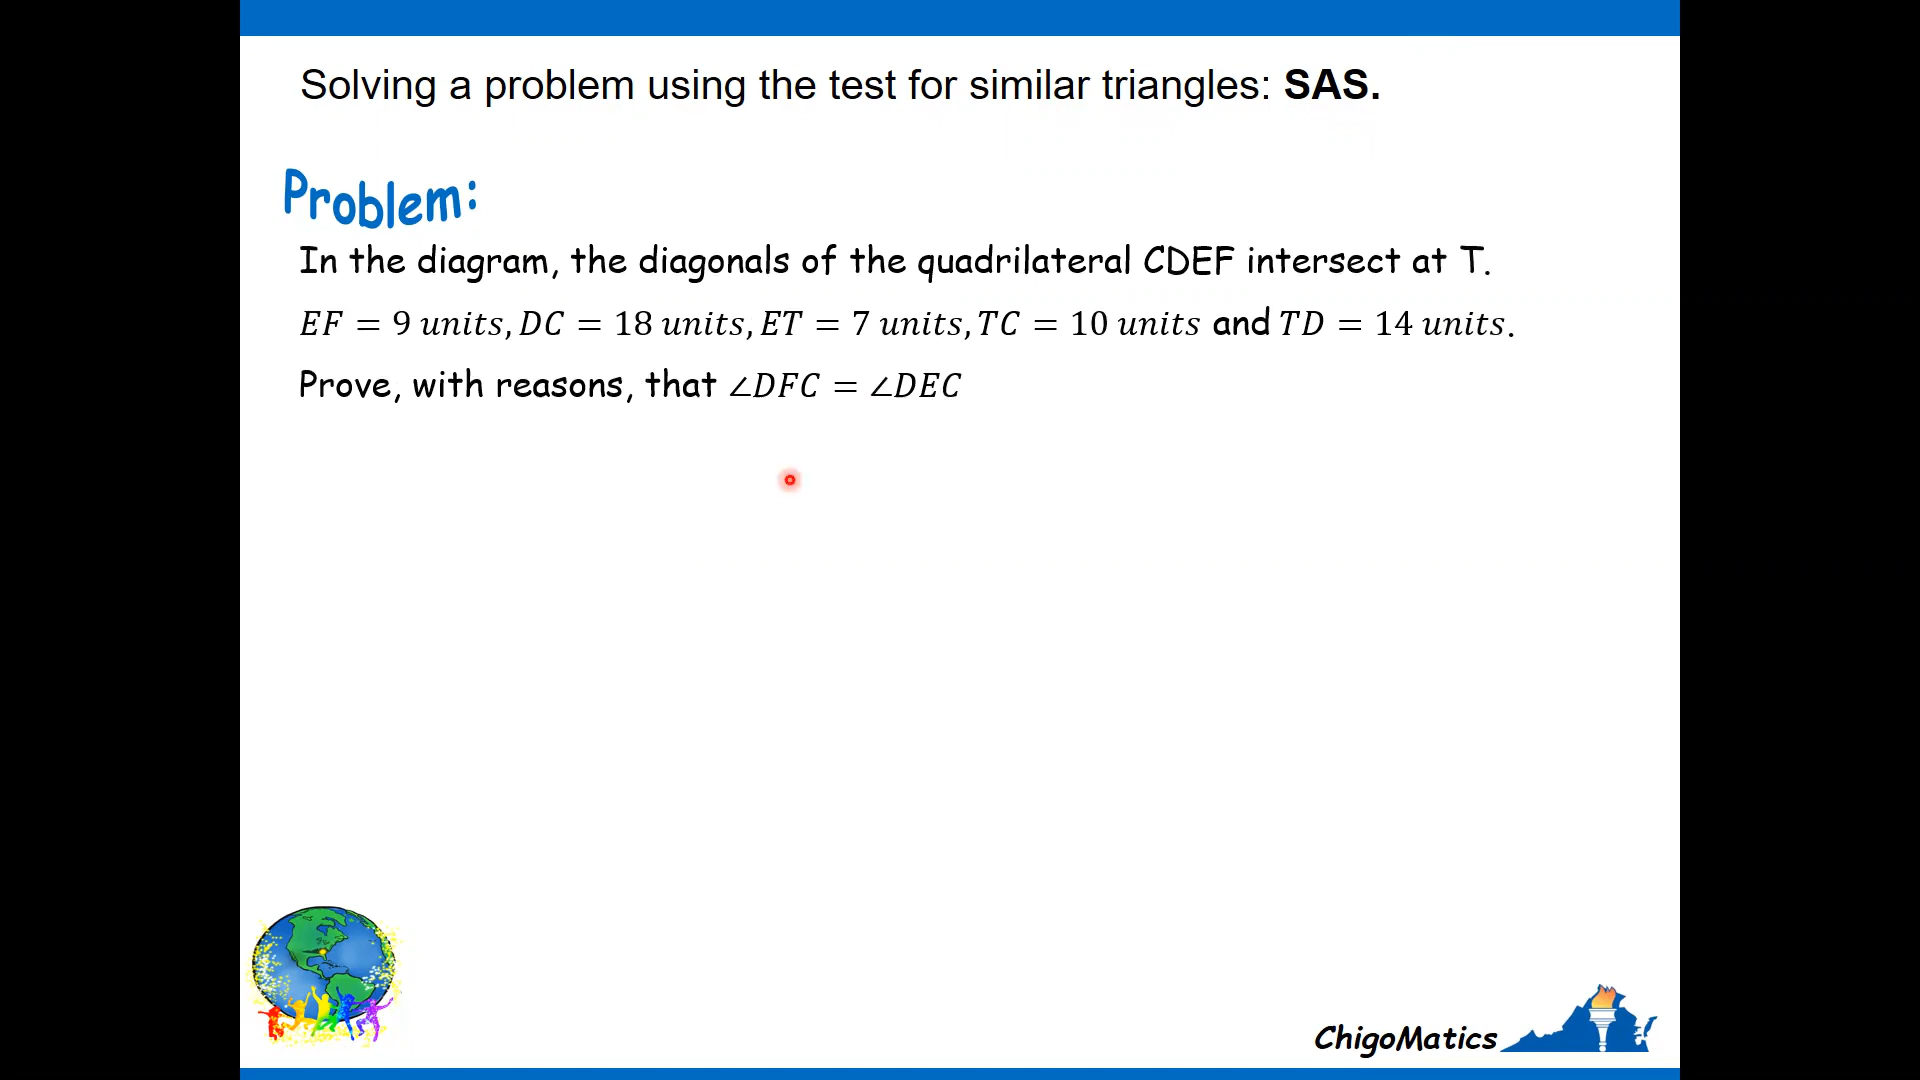 Solving a problem using the test for similar triangles: SAS.
Problem:
In the diagram, the diagonals of the quadrilateral CDEF intersect at T.
EF = 9 units, DC = 18 units, ET = 7 units, TC = 10 units and TD = 14 units.
Prove, with reasons, that ∠DFC = ∠DEC
ChigoMatics